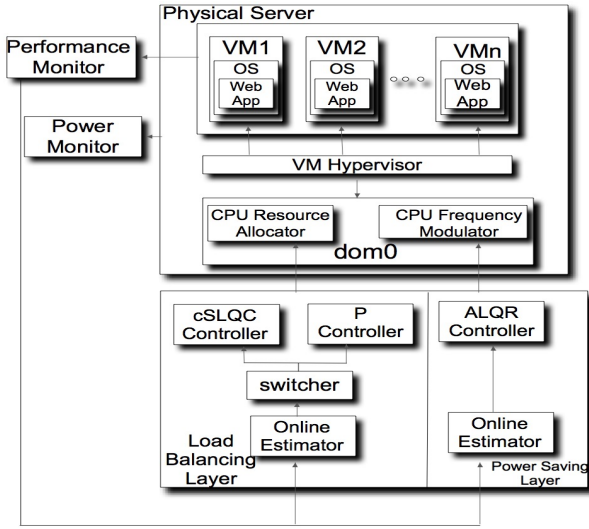 Physical Server
Performance
Monitor
VM1
VM2
VMn
OS
OS
OS
Web
App
Web
App
Web
App
Power
Monitor
VM Hypervisor
CPU Resource
Allocator
CPU Frequency
Modulator
dom0
cSLQC
Controller
P
Controller
ALQR
Controller
switcher
Online
Estimator
Online
Estimator
Load
Balancing
Layer
Power Saving
Layer